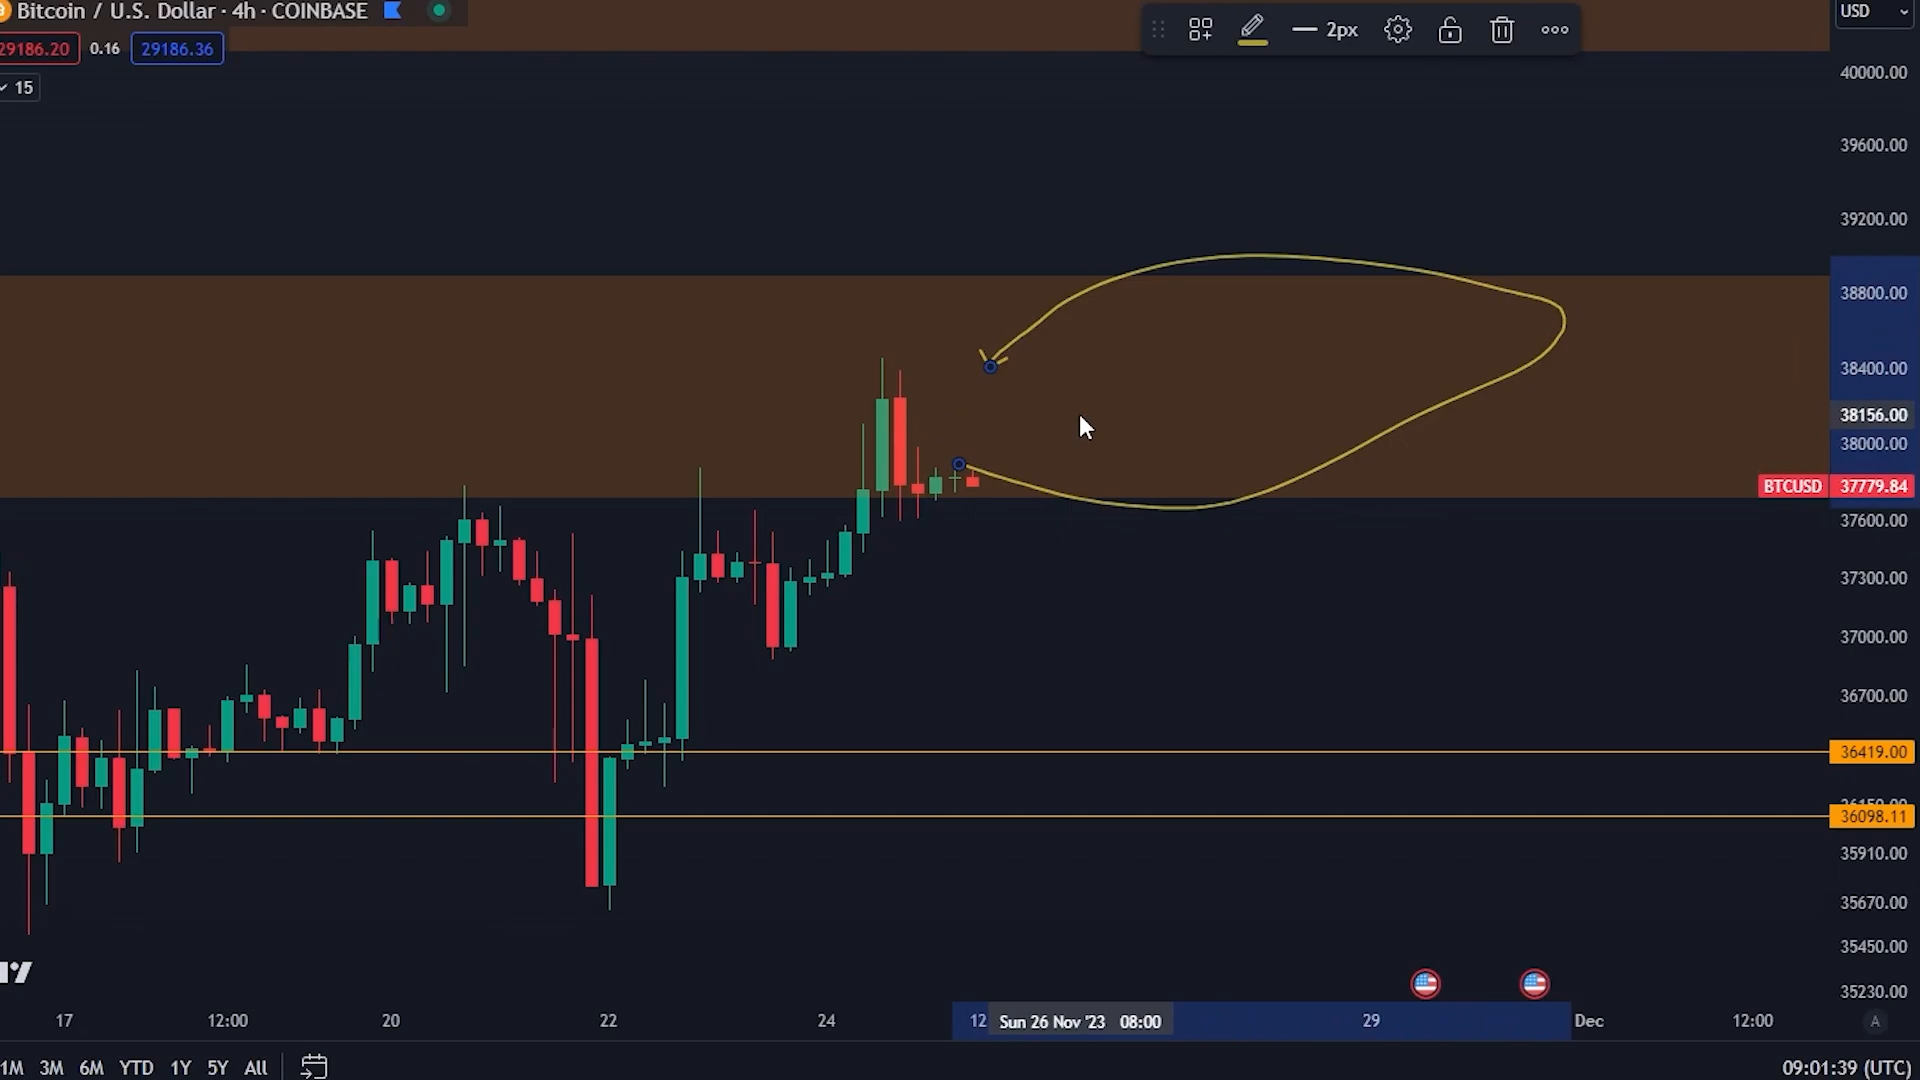 Bitcoin / U.S. Dollar · 4h · COINBASE
2px
USD
29186.20 0.16 29186.36
15
40000.00
39600.00
39200.00
38800.00
38400.00
38156.00
38000.00
BTCUSD 37779.84
37600.00
37300.00
37000.00
36700.00
36419.00
36150.00
36098.11
35910.00
35670.00
35450.00
35230.00
17 12:00 20 22 24 12 Sun 26 Nov '23 08:00 29 Dec 12:00 A
1M 3M 6M YTD 1Y 5Y All 09:01:39 (UTC)